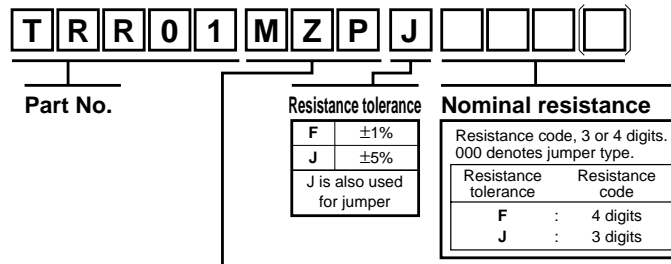 T R R 0 1 M Z P J
Part No.
Resistance tolerance
F ±1%
J ±5%
J is also used
for jumper
Nominal resistance
Resistance code, 3 or 4 digits.
000 denotes jumper type.
Resistance tolerance Resistance code
F : 4 digits
J : 3 digits